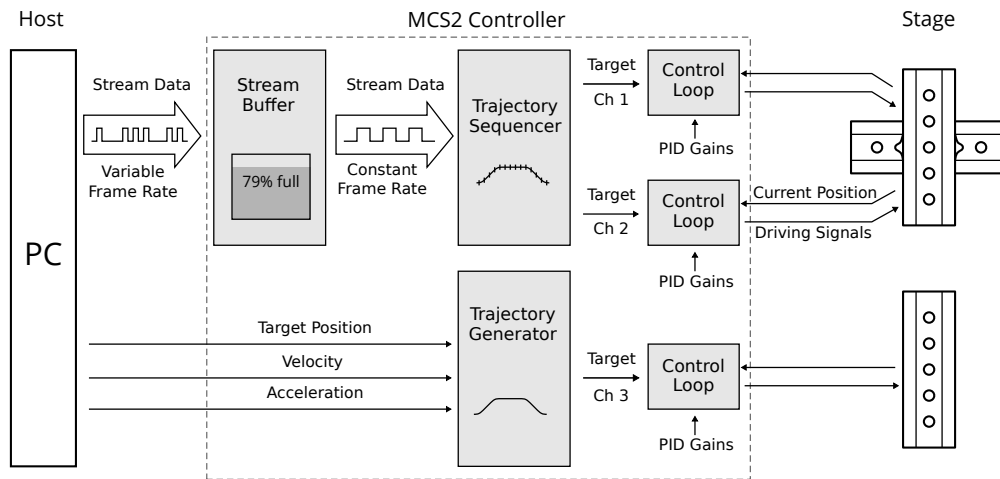 Host
MCS2 Controller
Stage
PC
Stream Data
Variable
Frame Rate
Stream
Buffer
79% full
Stream Data
Constant
Frame Rate
Trajectory
Sequencer
Target
Ch 1
Control
Loop
PID Gains
Target
Ch 2
Control
Loop
PID Gains
Current Position
Driving Signals
Target Position
Velocity
Acceleration
Trajectory
Generator
Target
Ch 3
Control
Loop
PID Gains